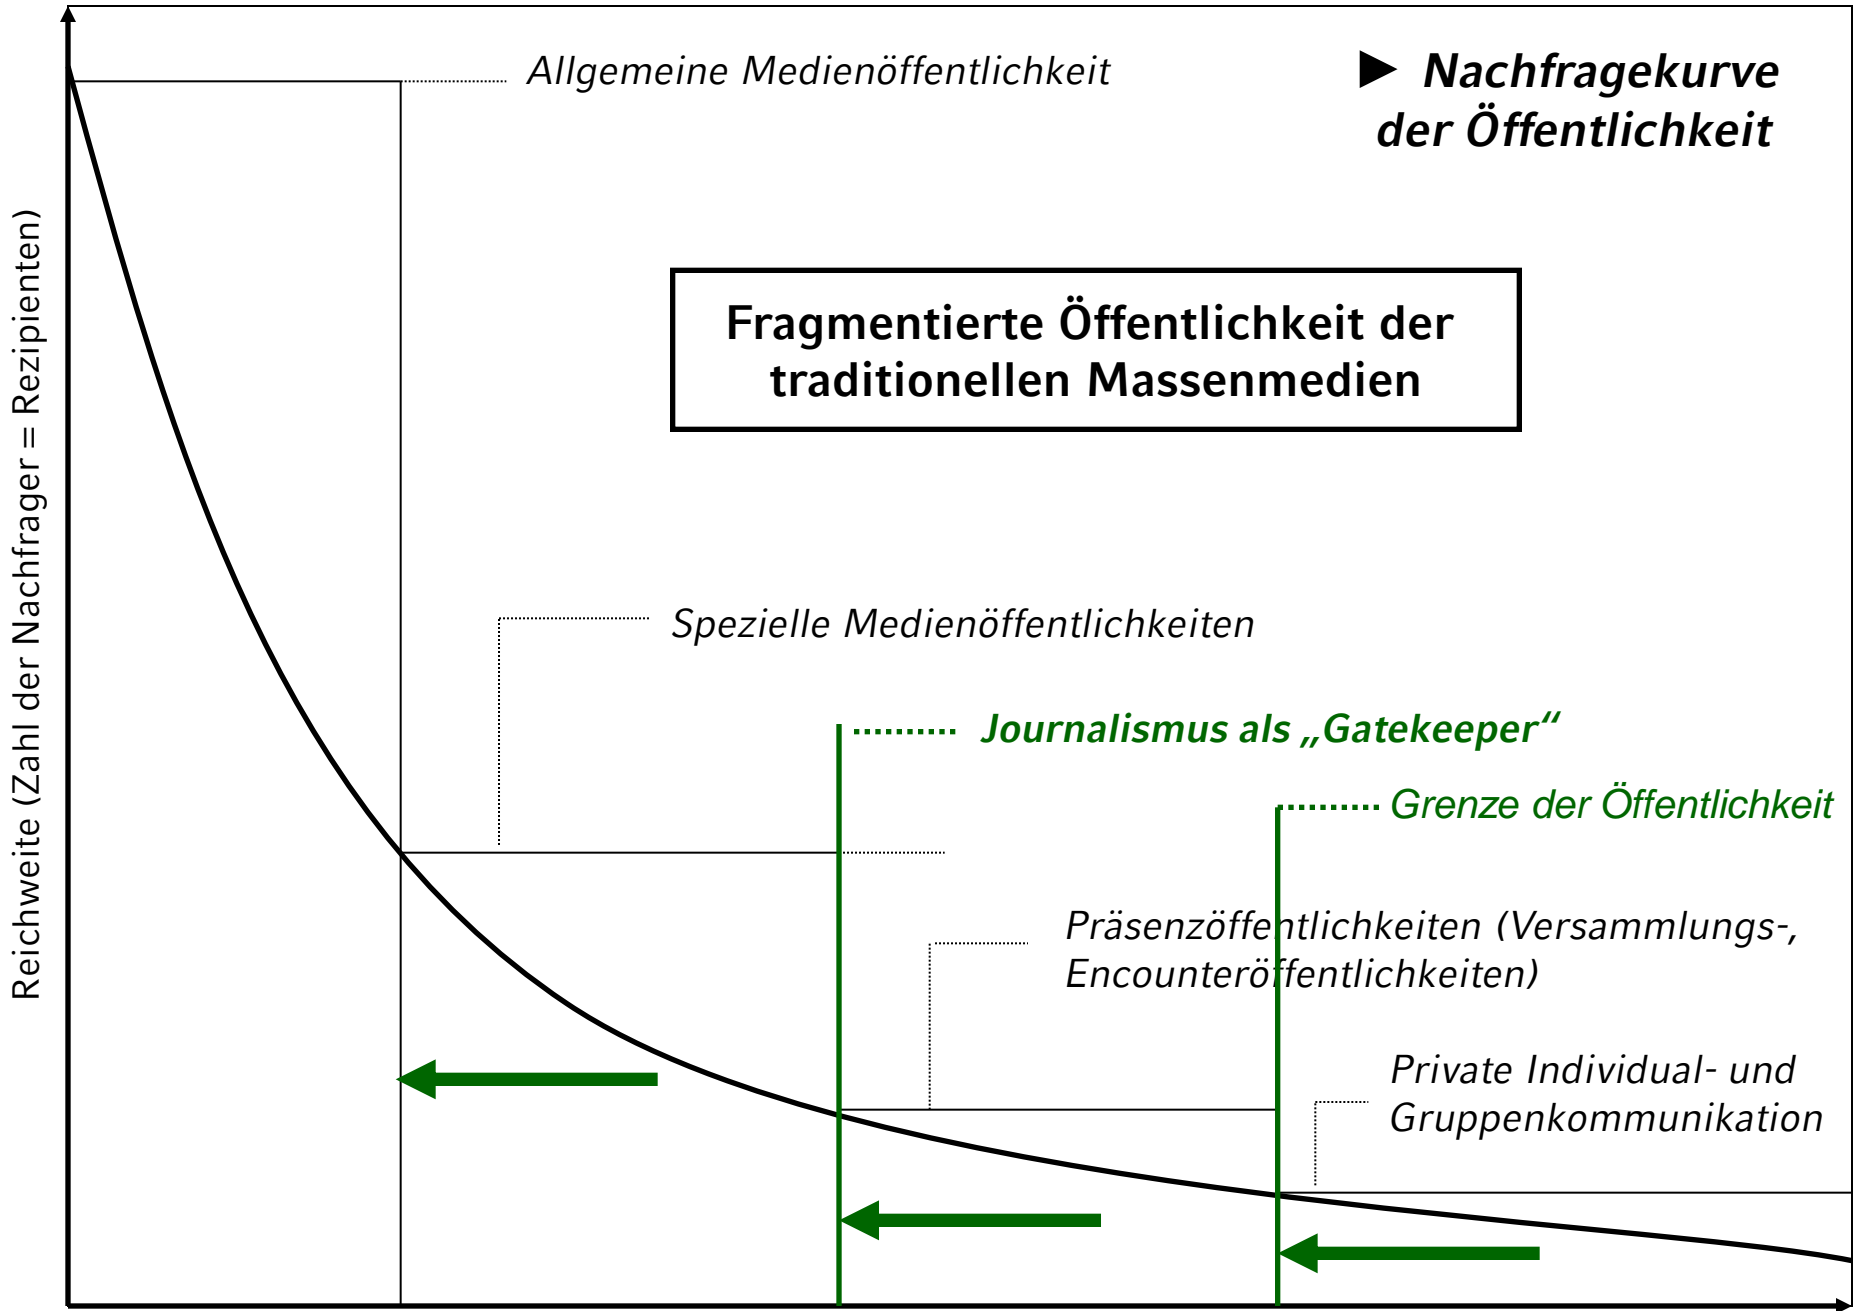 Allgemeine Medienöffentlichkeit
► Nachfragekurve
der Öffentlichkeit
Reichweite (Zahl der Nachfrager = Rezipienten)
Fragmentierte Öffentlichkeit der
traditionellen Massenmedien
Spezielle Medienöffentlichkeiten
Journalismus als „Gatekeeper“
Grenze der Öffentlichkeit
Präsenzöffentlichkeiten (Versammlungs-,
Encounteröffentlichkeiten)
Private Individual- und
Gruppenkommunikation